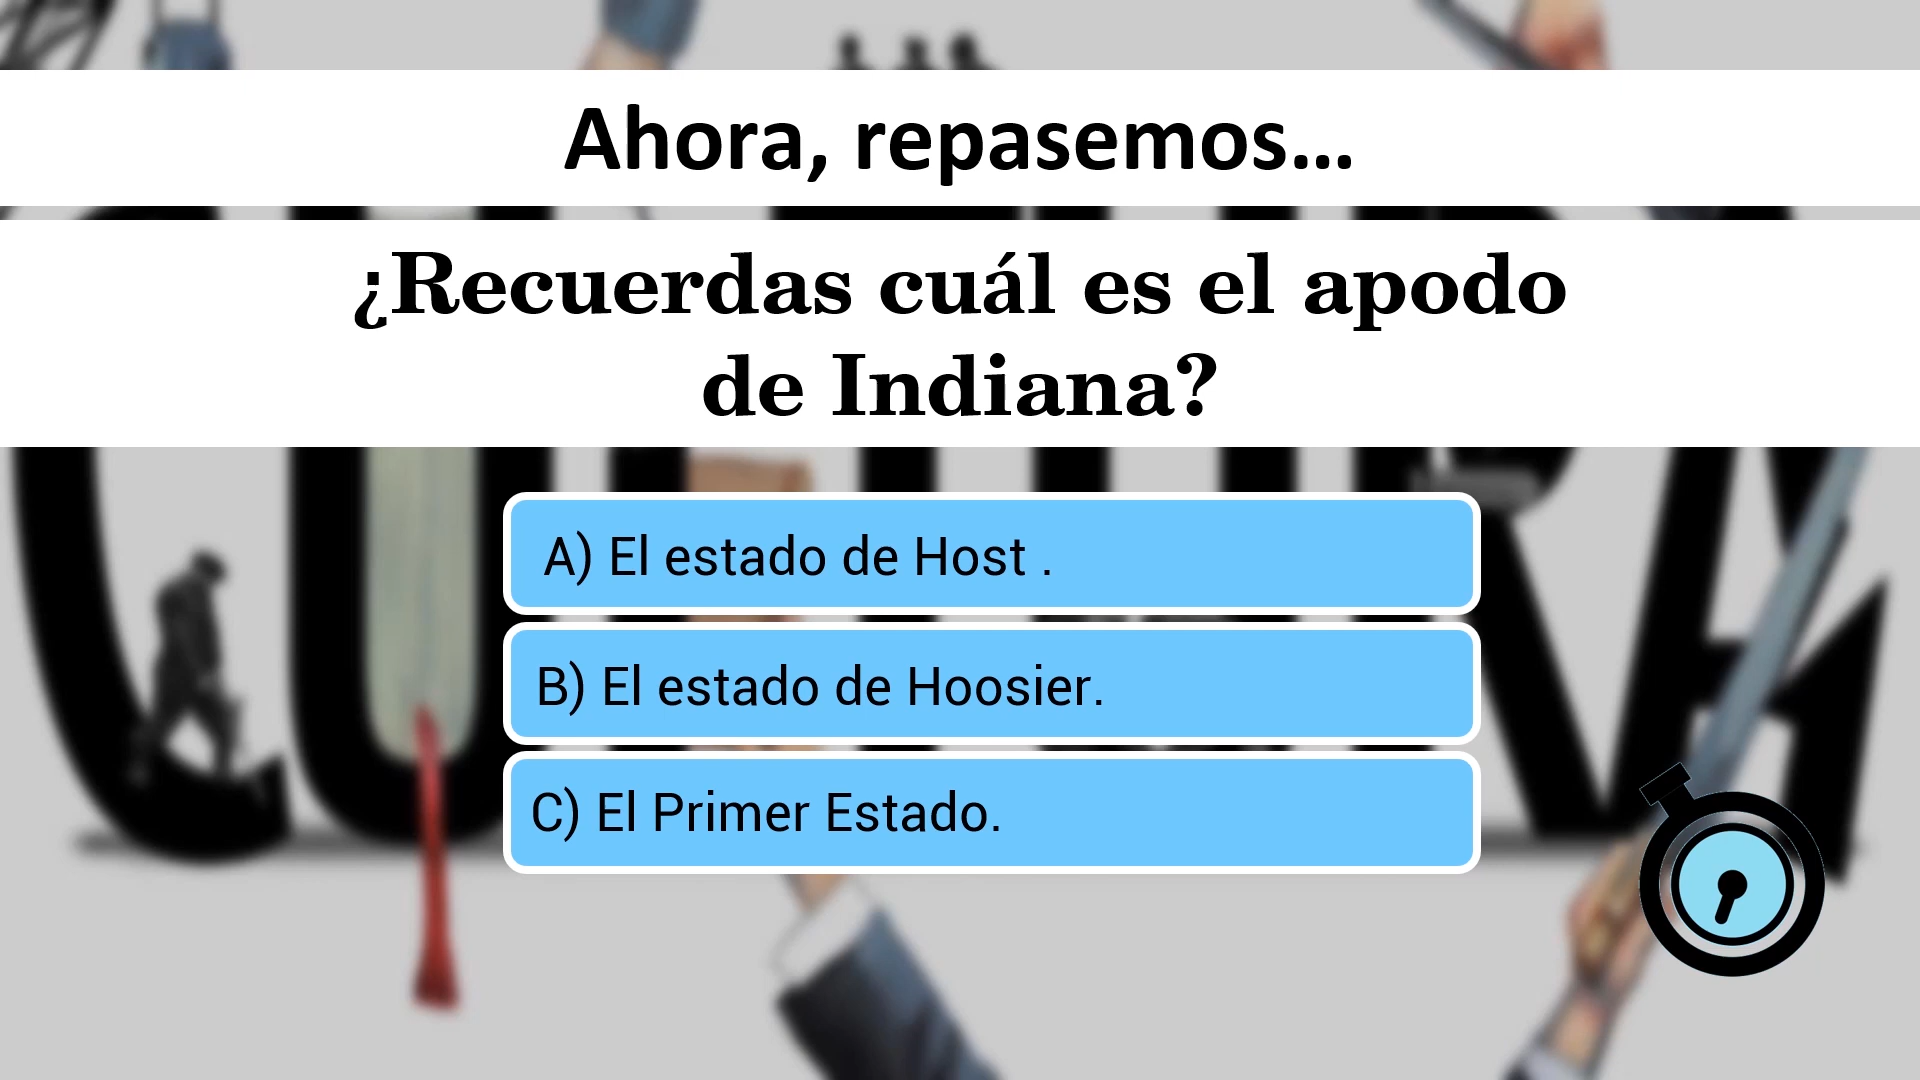 Ahora, repasemos...
¿Recuerdas cuál es el apodo
de Indiana?
A) El estado de Host .
B) El estado de Hoosier.
C) El Primer Estado.